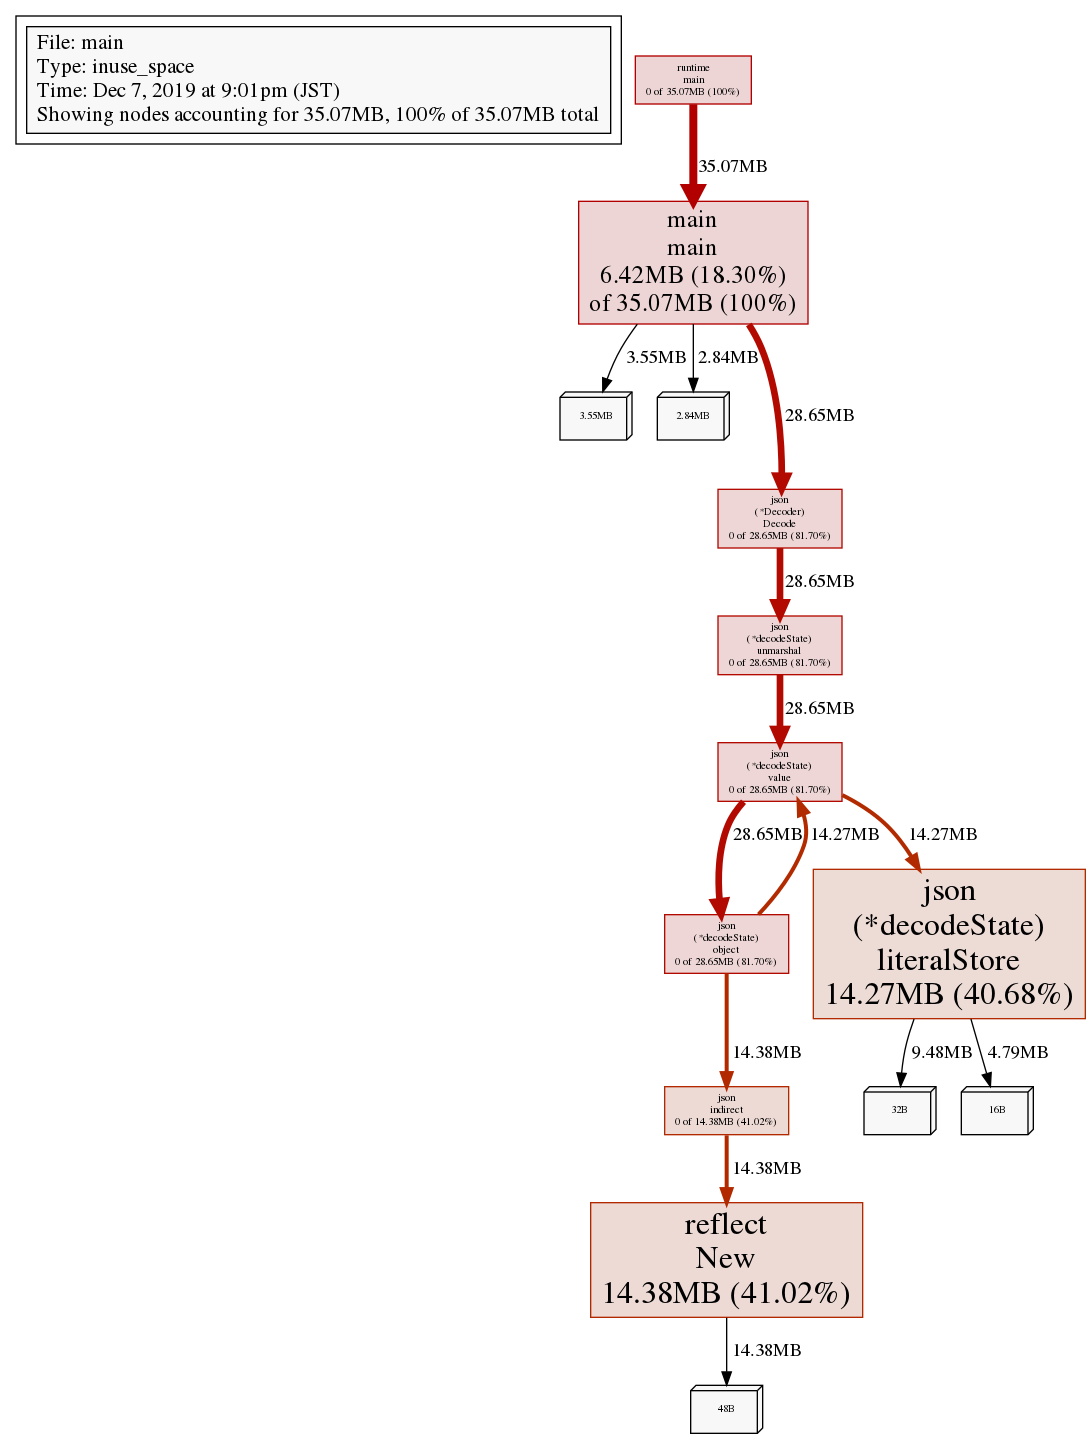 File: main
Type: inuse_space
Time: Dec 7, 2019 at 9:01pm (JST)
Showing nodes accounting for 35.07MB, 100% of 35.07MB total
runtime
main
0 of 35.07MB (100%)
35.07MB
main
main
6.42MB (18.30%)
of 35.07MB (100%)
3.55MB
2.84MB
28.65MB
3.55MB
2.84MB
json
(*Decoder)
Decode
0 of 28.65MB (81.70%)
28.65MB
json
(*decodeState)
unmarshal
0 of 28.65MB (81.70%)
28.65MB
json
(*decodeState)
value
0 of 28.65MB (81.70%)
28.65MB
14.27MB
14.27MB
json
(*decodeState)
object
0 of 28.65MB (81.70%)
json
(*decodeState)
literalStore
14.27MB (40.68%)
14.38MB
9.48MB
4.79MB
json
indirect
0 of 14.38MB (41.02%)
32B
16B
14.38MB
reflect
New
14.38MB (41.02%)
14.38MB
48B